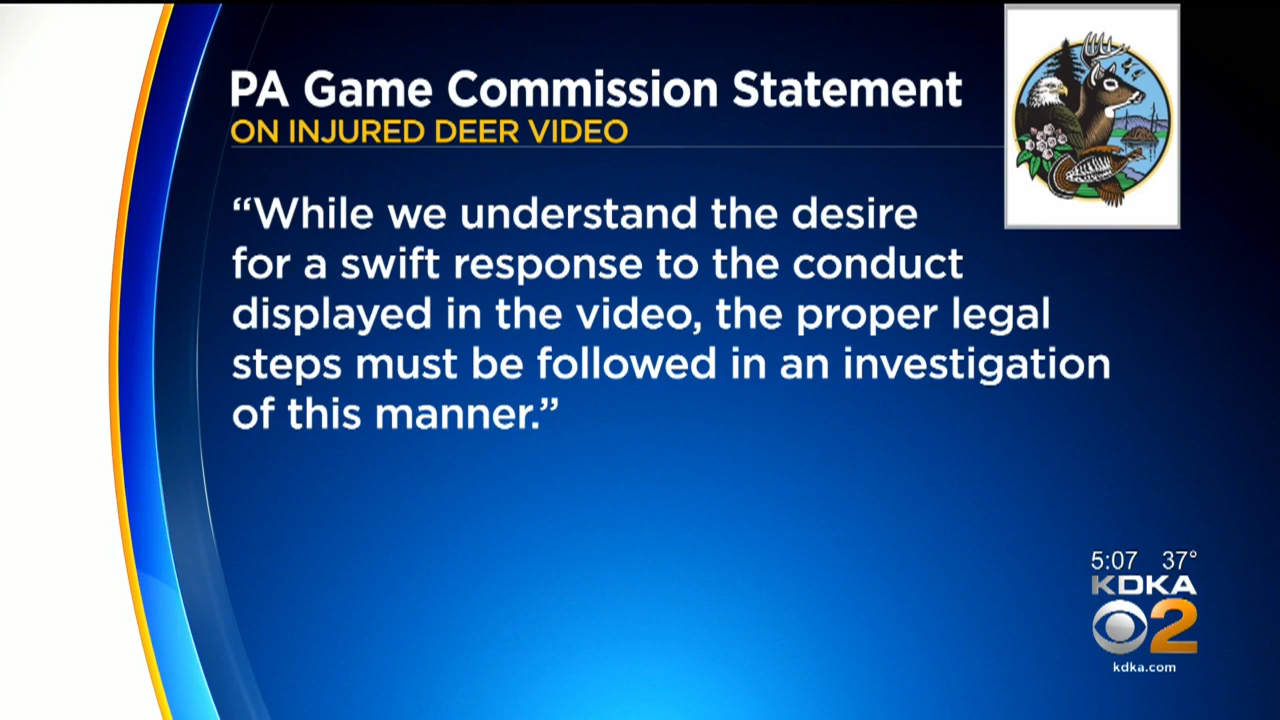 PA Game Commission Statement
ON INJURED DEER VIDEO
“While we understand the desire
for a swift response to the conduct
displayed in the video, the proper legal
steps must be followed in an investigation
of this manner.”
5:07 37°
KDKA
2
kdka.com